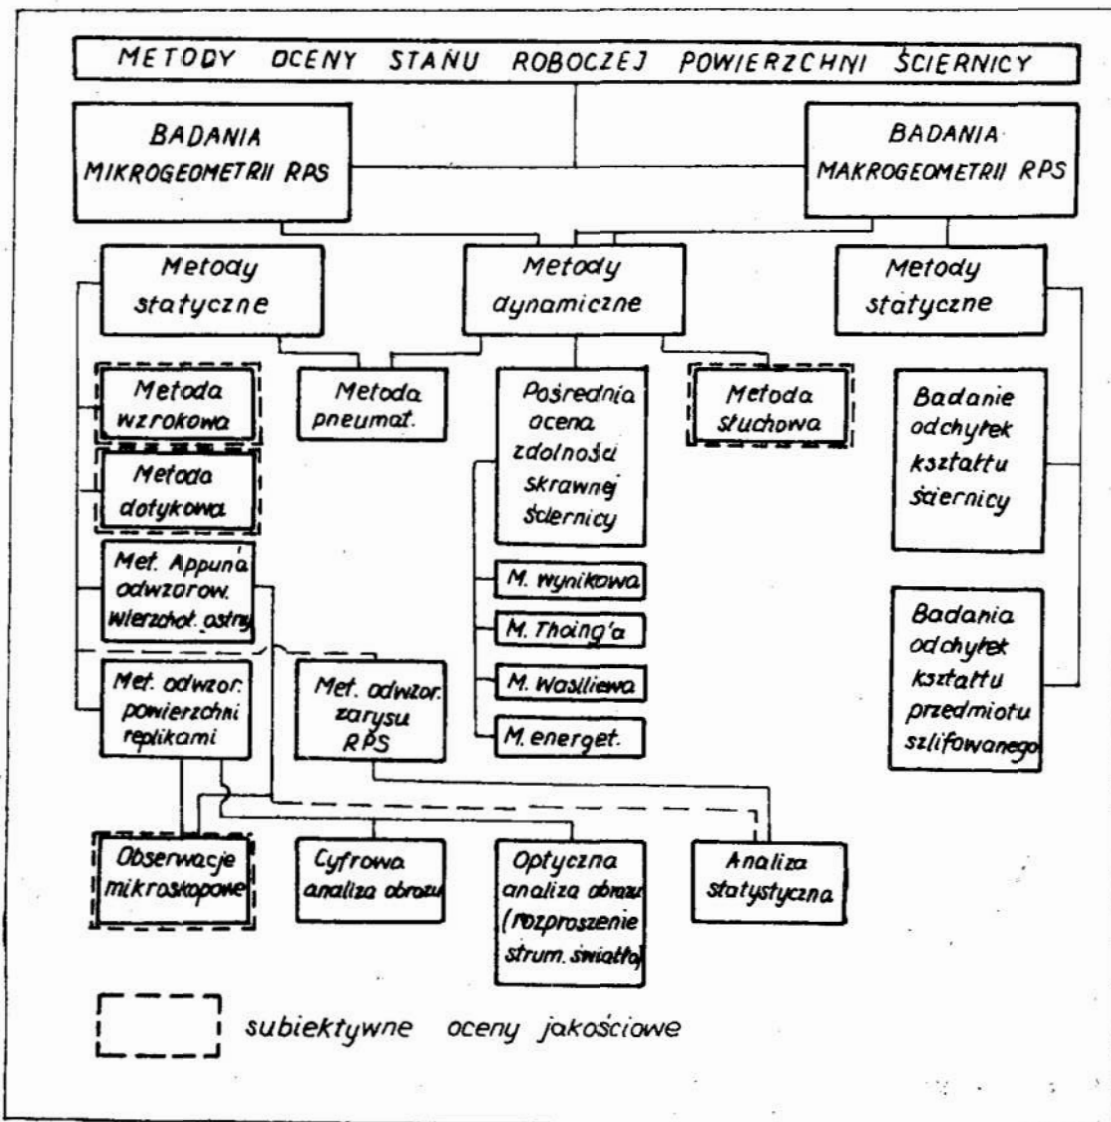 METODY OCENY STANU ROBOCZEJ POWIERZCHNI ŚCIERNICY
BADANIA
MIKROGEOMETRII RPS
BADANIA
MAKROGEOMETRII RPS
Metody
statyczne
Metody
dynamiczne
Metody
statyczne
Metoda
wzrokowa
Metoda
pneumat.
Pośrednia
ocena
zdolności
skrawnej
ściernicy
Metoda
słuchowa
Badanie
odchyłek
kształtu
ściernicy
Metoda
dotykowa
Met. Appun'a
odwzorow.
wierzchoł. ostrny
M. Wynikowa
M. Thoing'a
M. Wasiliewa
M. energet.
Badania
odchyłek
kształtu
przedmiotu
szlifowanego
Met. odwzor.
powierzchni
replikami
Met. odwzor.
zarysu
RPS
Obserwacje
mikroskopowe
Cyfrowa
analiza obrazu
Optyczna
analiza obrazu
(rozproszenie
strum. światła)
Analiza
statystyczna
subiektywne oceny jakościowe